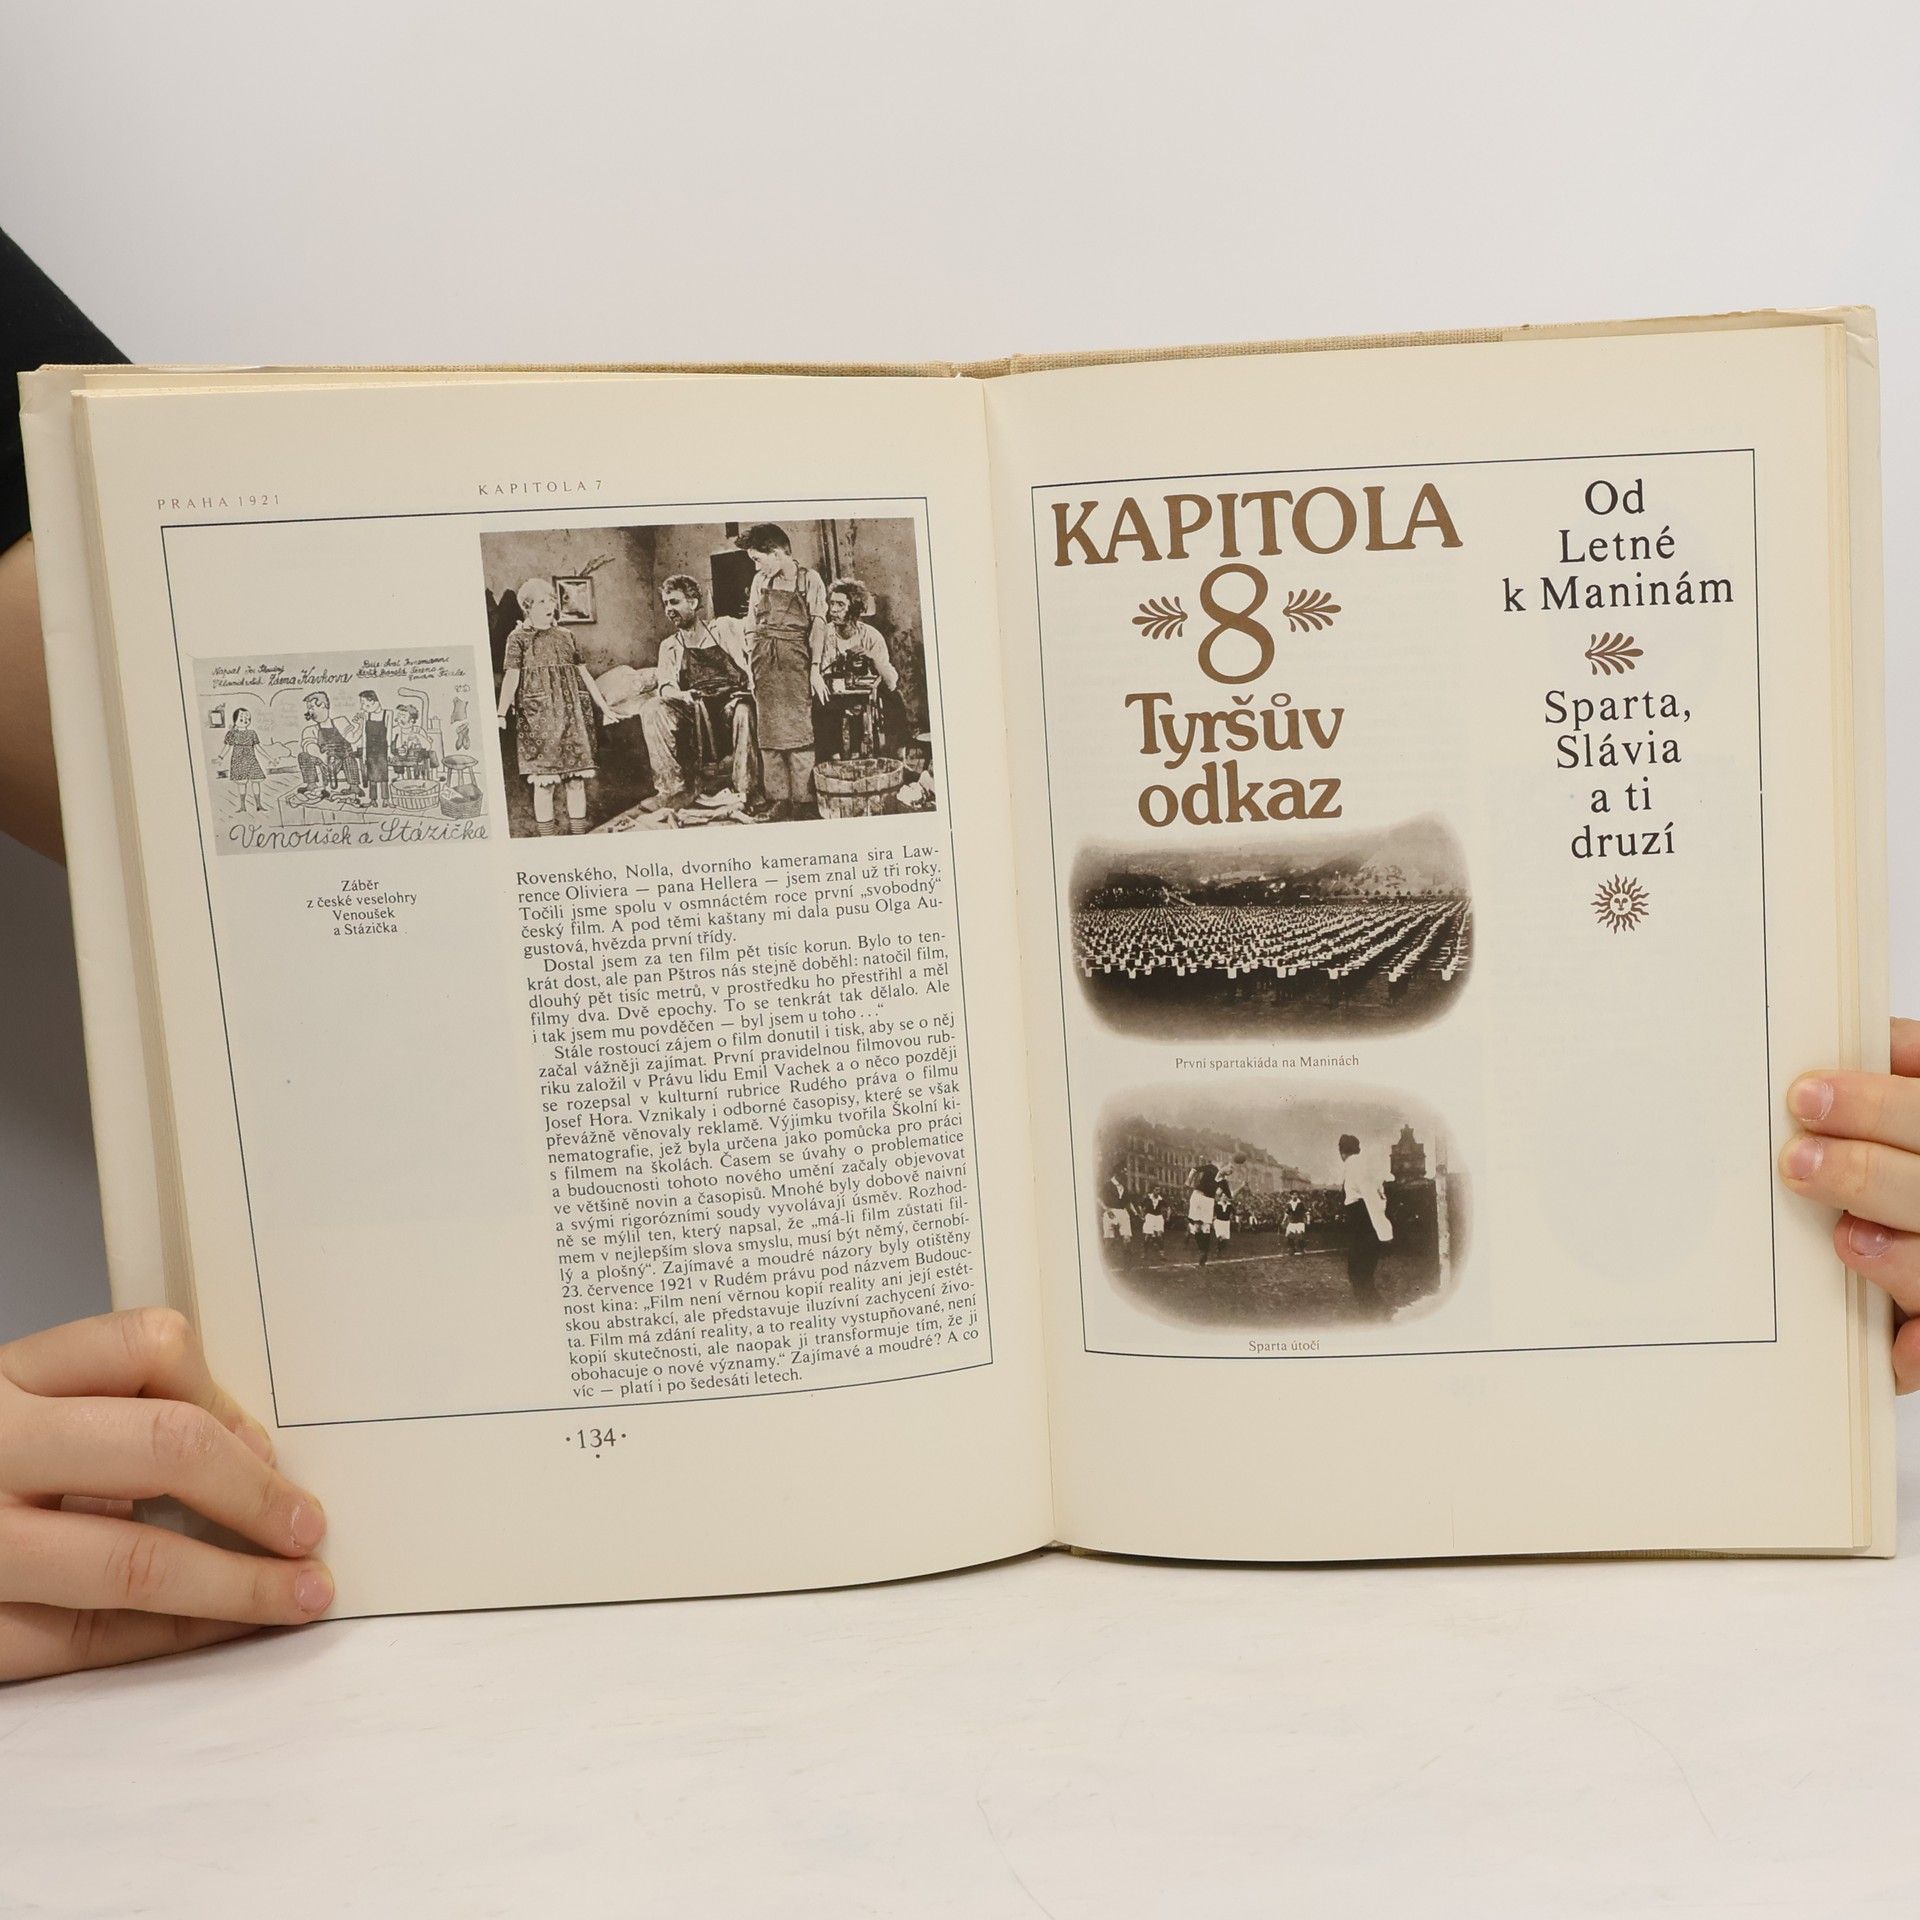 PRAHA 1921
KAPITOLA 7
Zdena Kavkova
Venoušek a Stázička
Záběr
z české veselohry
Venoušek
a Stázička
Rovenského, Nolla, dvorního kameramana sira Law-
rence Oliviera — pana Hellera — jsem znal už tři roky.
Točili jsme spolu v osmnáctém roce první „svobodný“
český film. A pod těmi kaštany mi dala pusu Olga Au-
gustová, hvězda první třídy.
Dostal jsem za ten film pět tisíc korun. Bylo to ten-
krát dost, ale pan Pštros nás stejně doběhl: natočil film,
dlouhý pět tisíc metrů, v prostředku ho přestřihl a měl
filmy dva. Dvě epochy. To se tenkrát tak dělalo. Ale
i tak jsem mu povděčen — byl jsem u toho . . .“
Stále rostoucí zájem o film donutil i tisk, aby se o něj
začal vážněji zajímat. První pravidelnou filmovou rub-
riku založil v Právu lidu Emil Vachek a o něco později
se rozepsal v kulturní rubrice Rudého práva o filmu
Josef Hora. Vznikaly i odborné časopisy, které se však
převážně věnovaly reklamě. Výjimku tvořila Školní ki-
nematografie, jež byla určena jako pomůcka pro práci
s filmem na školách. Časem se úvahy o problematice
a budoucnosti tohoto nového umění začaly objevovat
ve většině novin a časopisů. Mnohé byly dobově naivní
a svými rigorózními soudy vyvolávají úsměv. Rozhod-
ně se mýlil ten, který napsal, že „má-li film zůstati fil-
mem v nejlepším slova smyslu, musí být němý, černobí-
lý a plošný“. Zajímavé a moudré názory byly otištěny
23. července 1921 v Rudém právu pod názvem Budouc-
nost kina: „Film není věrnou kopií reality ani její estét-
skou abstrakcí, ale představuje iluzívní zachycení živo-
ta. Film má zdání reality, a to reality vystupňované, není
kopií skutečnosti, ale naopak ji transformuje tím, že ji
obohacuje o nové významy.“ Zajímavé a moudré? A co
víc — platí i po šedesáti letech.
·134·
KAPITOLA
8
Tyršův
odkaz
První spartakiáda na Maninách
Sparta útočí
Od
Letné
k Maninám
Sparta,
Slávia
a ti
druzí